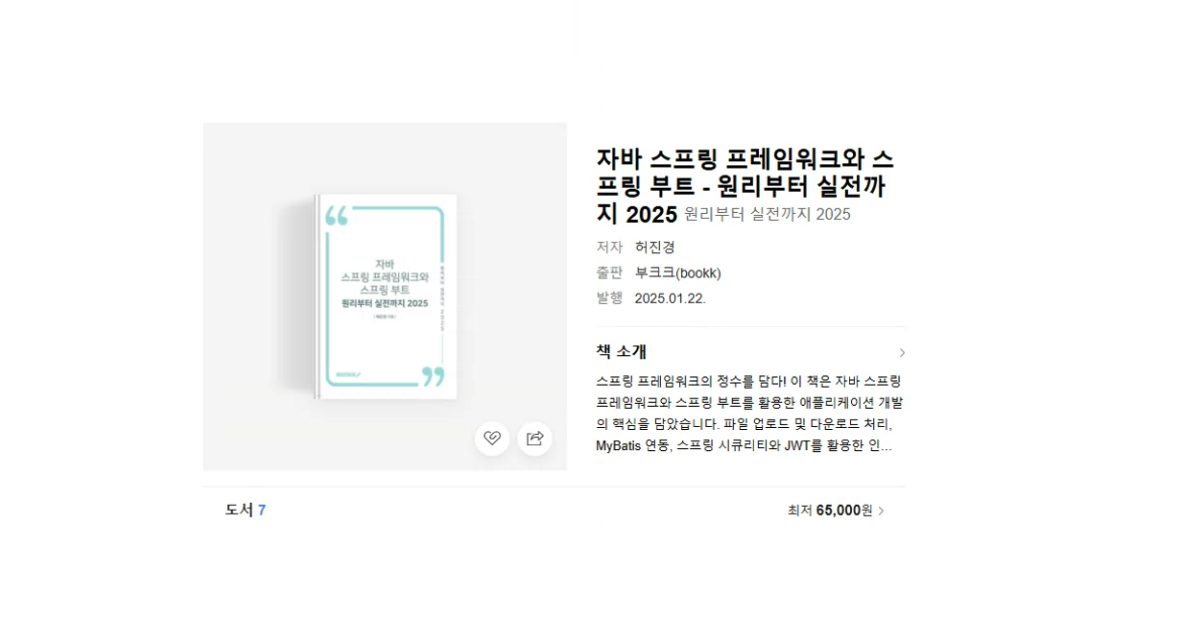 자바
스프링 프레임워크와
스프링 부트
원리부터 실전까지 2025
자바 스프링 프레임워크와 스
프링 부트 - 원리부터 실전까
지 2025 원리부터 실전까지 2025
저자 허진경
출판 부크크(bookk)
발행 2025.01.22.
책 소개
스프링 프레임워크의 정수를 담다! 이 책은 자바 스프링
프레임워크와 스프링 부트를 활용한 애플리케이션 개발
의 핵심을 담았습니다. 파일 업로드 및 다운로드 처리,
MyBatis 연동, 스프링 시큐리티와 JWT를 활용한 인...
도서 7
최저 65,000원